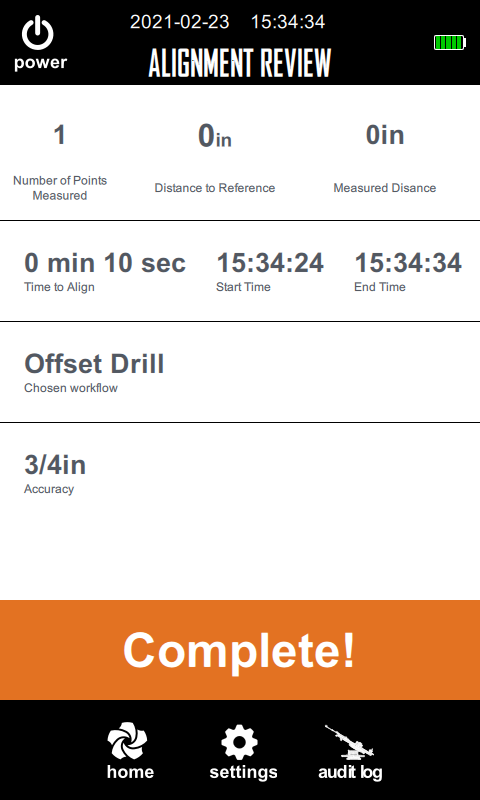 2021-02-23 15:34:34
power
ALIGNMENT REVIEW
1
0in
0in
Number of Points
Measured
Distance to Reference
Measured Disance
0 min 10 sec
15:34:24
15:34:34
Time to Align
Start Time
End Time
Offset Drill
Chosen workflow
3/4in
Accuracy
Complete!
home
settings
audit log